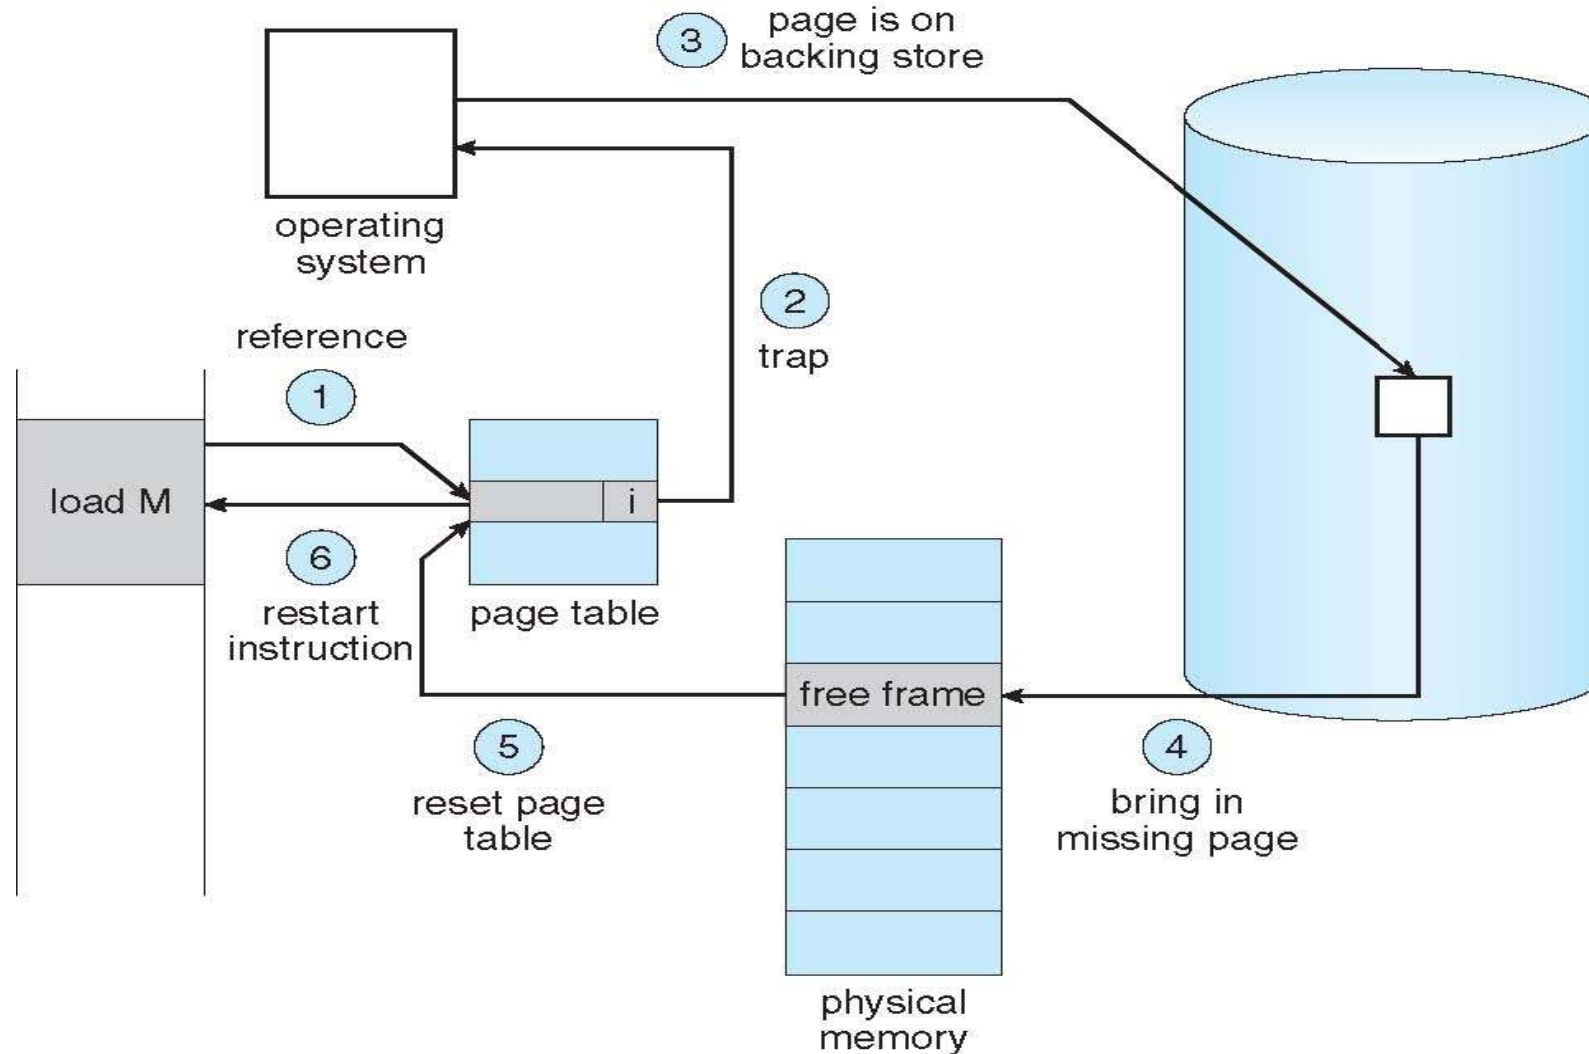 3
page is on
backing store
operating
system
2
trap
reference
1
load M
i
6
restart
instruction
page table
free frame
5
reset page
table
4
bring in
missing page
physical
memory